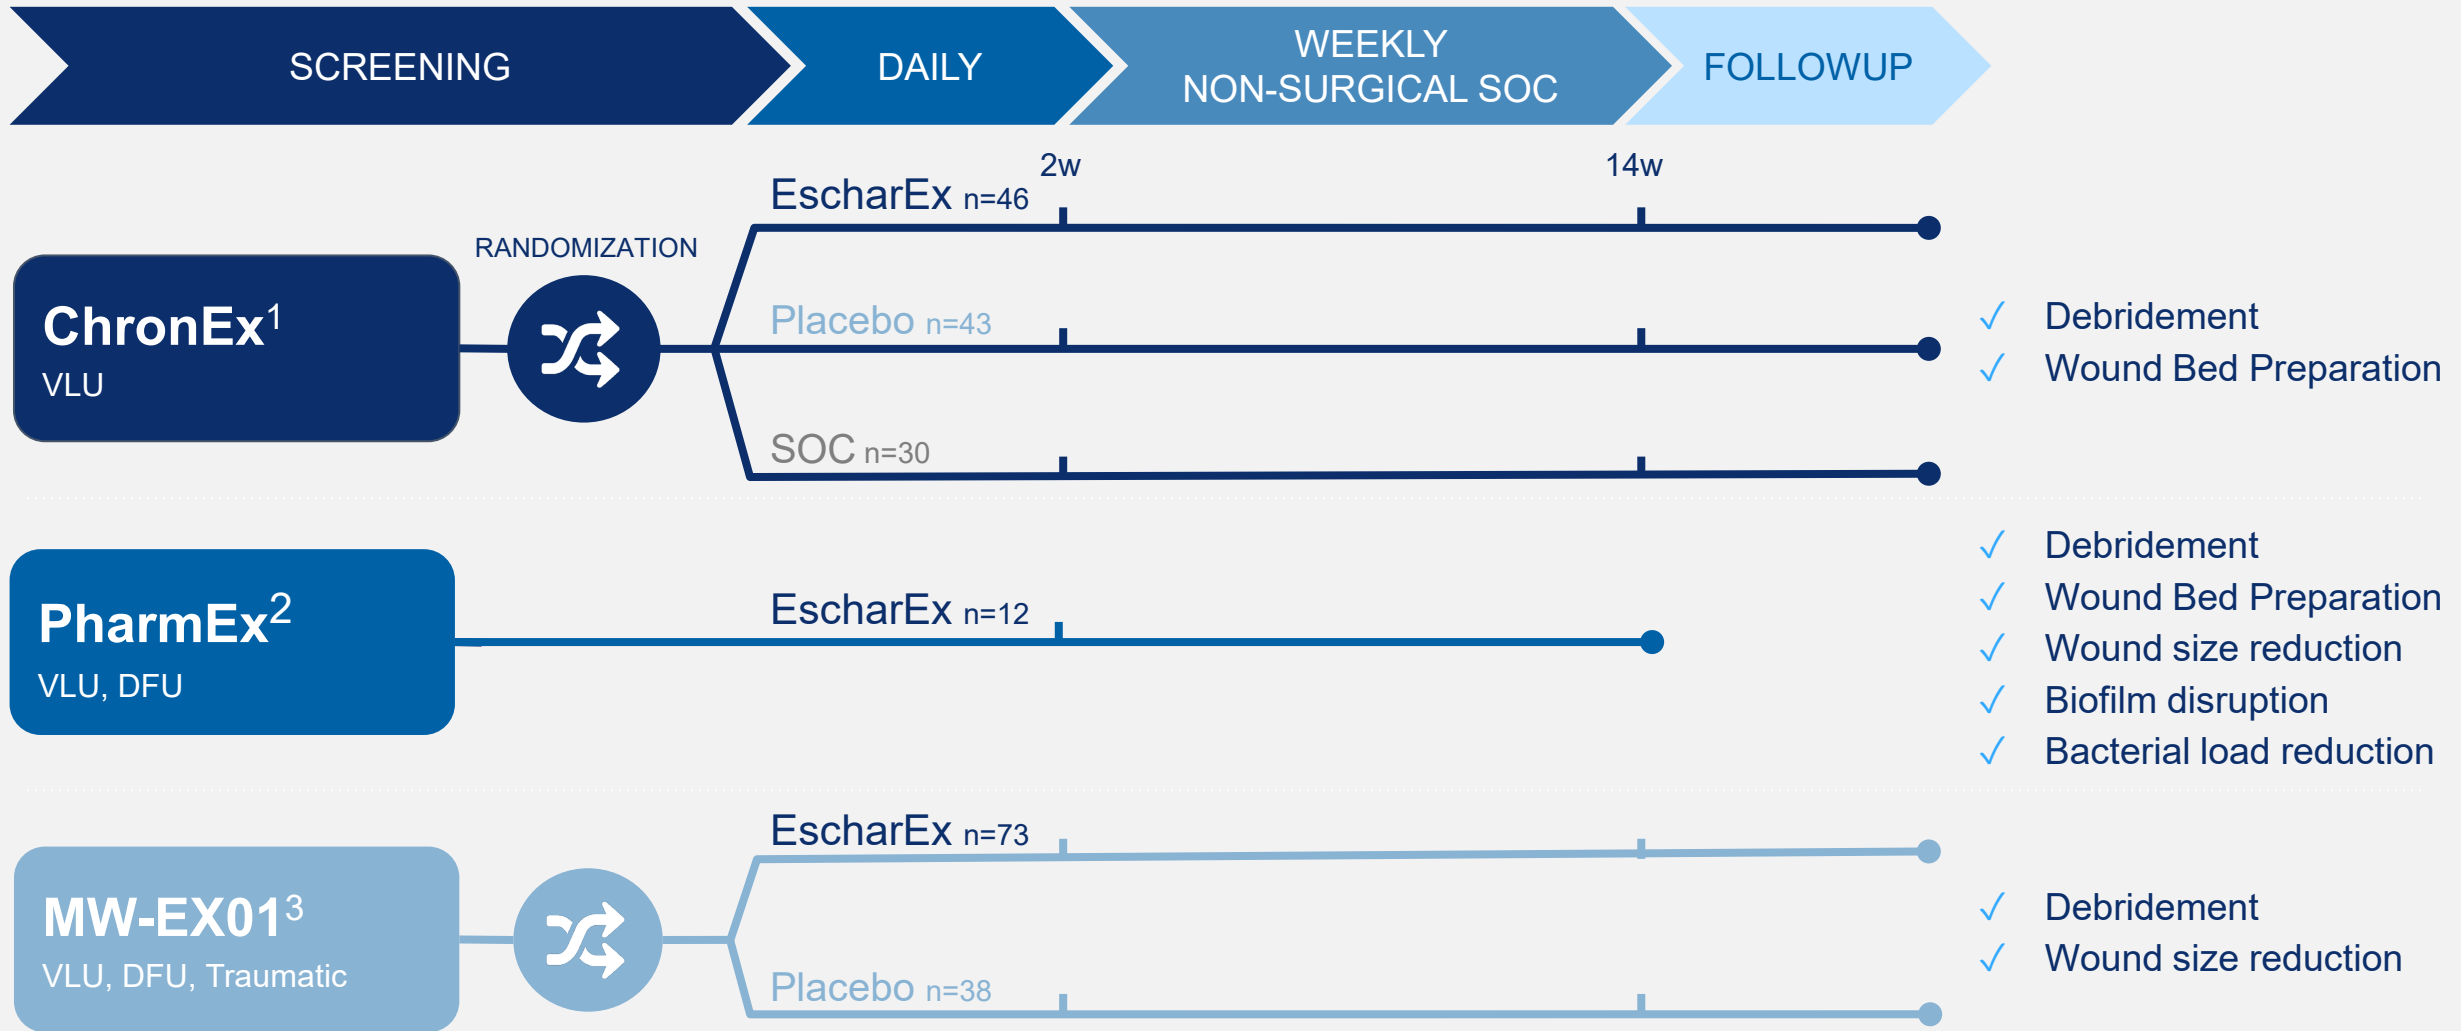 SCREENING
DAILY
WEEKLY
NON-SURGICAL SOC
FOLLOWUP
2w
14w
EscharEx n=46
RANDOMIZATION
ChronEx1
VLU
Placebo n=43
SOC n=30
✓ Debridement
✓ Wound Bed Preparation
PharmEx2
VLU, DFU
EscharEx n=12
✓ Debridement
✓ Wound Bed Preparation
✓ Wound size reduction
✓ Biofilm disruption
✓ Bacterial load reduction
MW-EX013
VLU, DFU, Traumatic
EscharEx n=73
Placebo n=38
✓ Debridement
✓ Wound size reduction